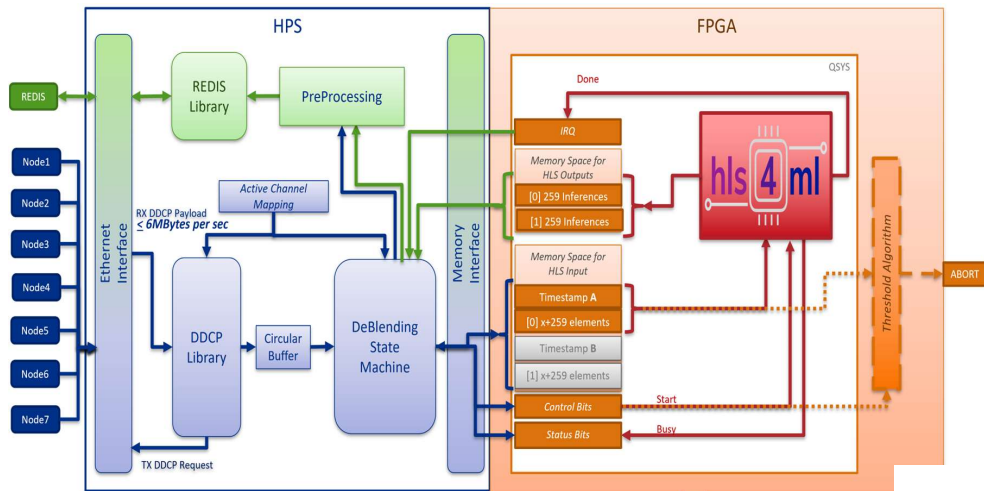 HPS
FPGA
QSYS
REDIS
Node1
Node2
Node3
Node4
Node5
Node6
Node7
Ethernet
Interface
REDIS
Library
PreProcessing
Active Channel
Mapping
RX DDCP Payload
< 6MBytes per sec
DDCP
Library
Circular
Buffer
DeBlending
State
Machine
TX DDCP Request
Memory
Interface
Done
IRQ
Memory Space for
HLS Outputs
[0] 259 Inferences
[1] 259 Inferences
Memory Space for
HLS Input
Timestamp A
[0] x+259 elements
Timestamp B
[1] x+259 elements
Control Bits
Status Bits
Start
Busy
hls 4 ml
Threshold Algorithm
ABORT